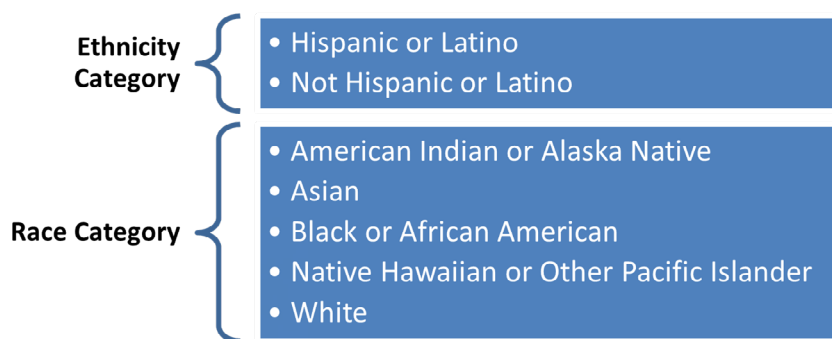 Ethnicity
Category
• Hispanic or Latino
• Not Hispanic or Latino
Race Category
• American Indian or Alaska Native
• Asian
• Black or African American
• Native Hawaiian or Other Pacific Islander
• White